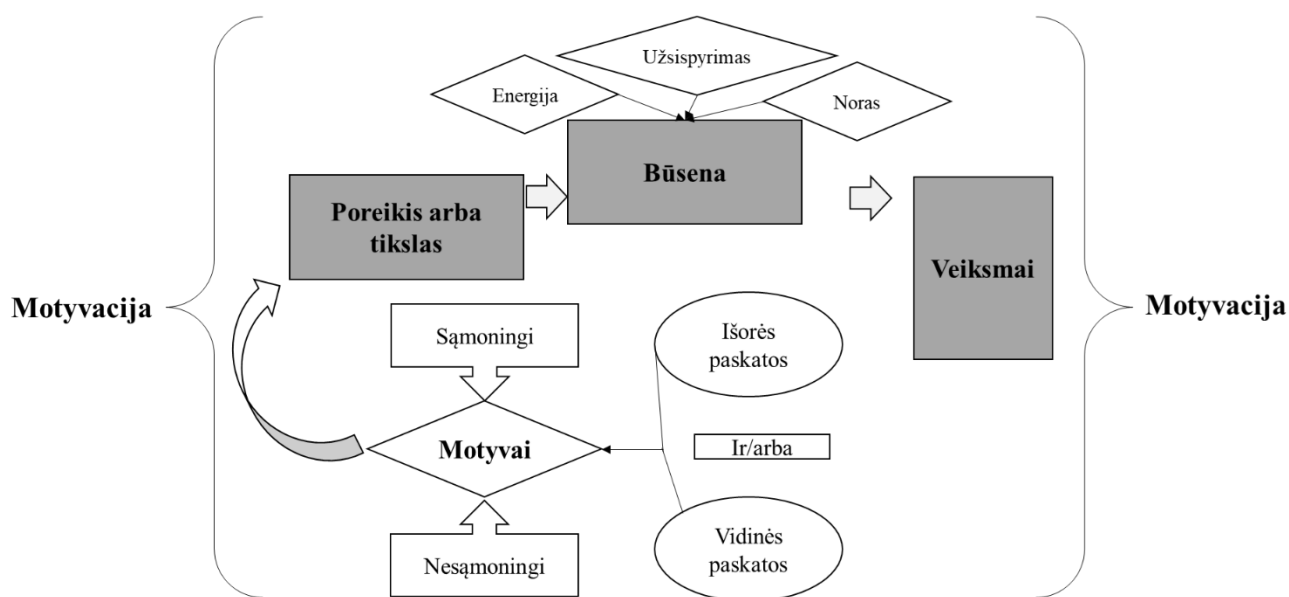 Užsispyrimas
Energija
Noras
Būsena
Poreikis arba
tikslas
Veiksmai
Motyvacija
Motyvacija
Sąmoningi
Išorės
paskatos
Motyvai
Ir/arba
Nesąmoningi
Vidinės
paskatos